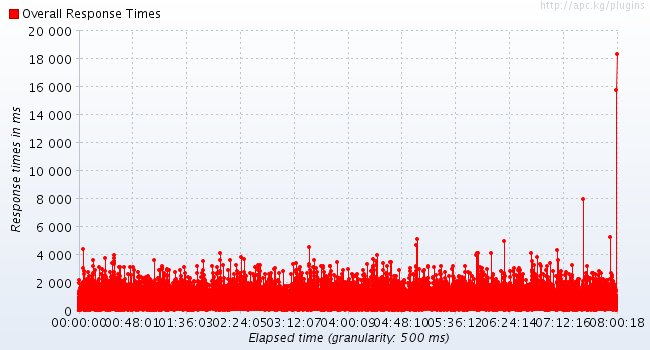 http://apc.kg/plugins
Overall Response Times
20 000
18 000
16 000
14 000
12 000
10 000
8 000
6 000
4 000
2 000
0
Response times in ms
00:00:00 00:48:01 01:36:03 02:24:05 03:12:07 04:00:09 04:48:10 05:36:12 06:24:14 07:12:16 08:00:18
Elapsed time (granularity: 500 ms)